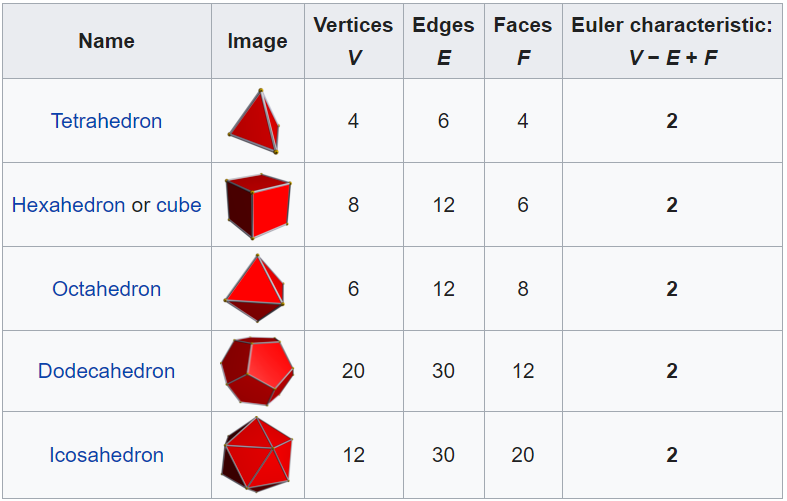 Name Image Vertices V Edges E Faces F Euler characteristic: V − E + F
Tetrahedron 4 6 4 2
Hexahedron or cube 8 12 6 2
Octahedron 6 12 8 2
Dodecahedron 20 30 12 2
Icosahedron 12 30 20 2